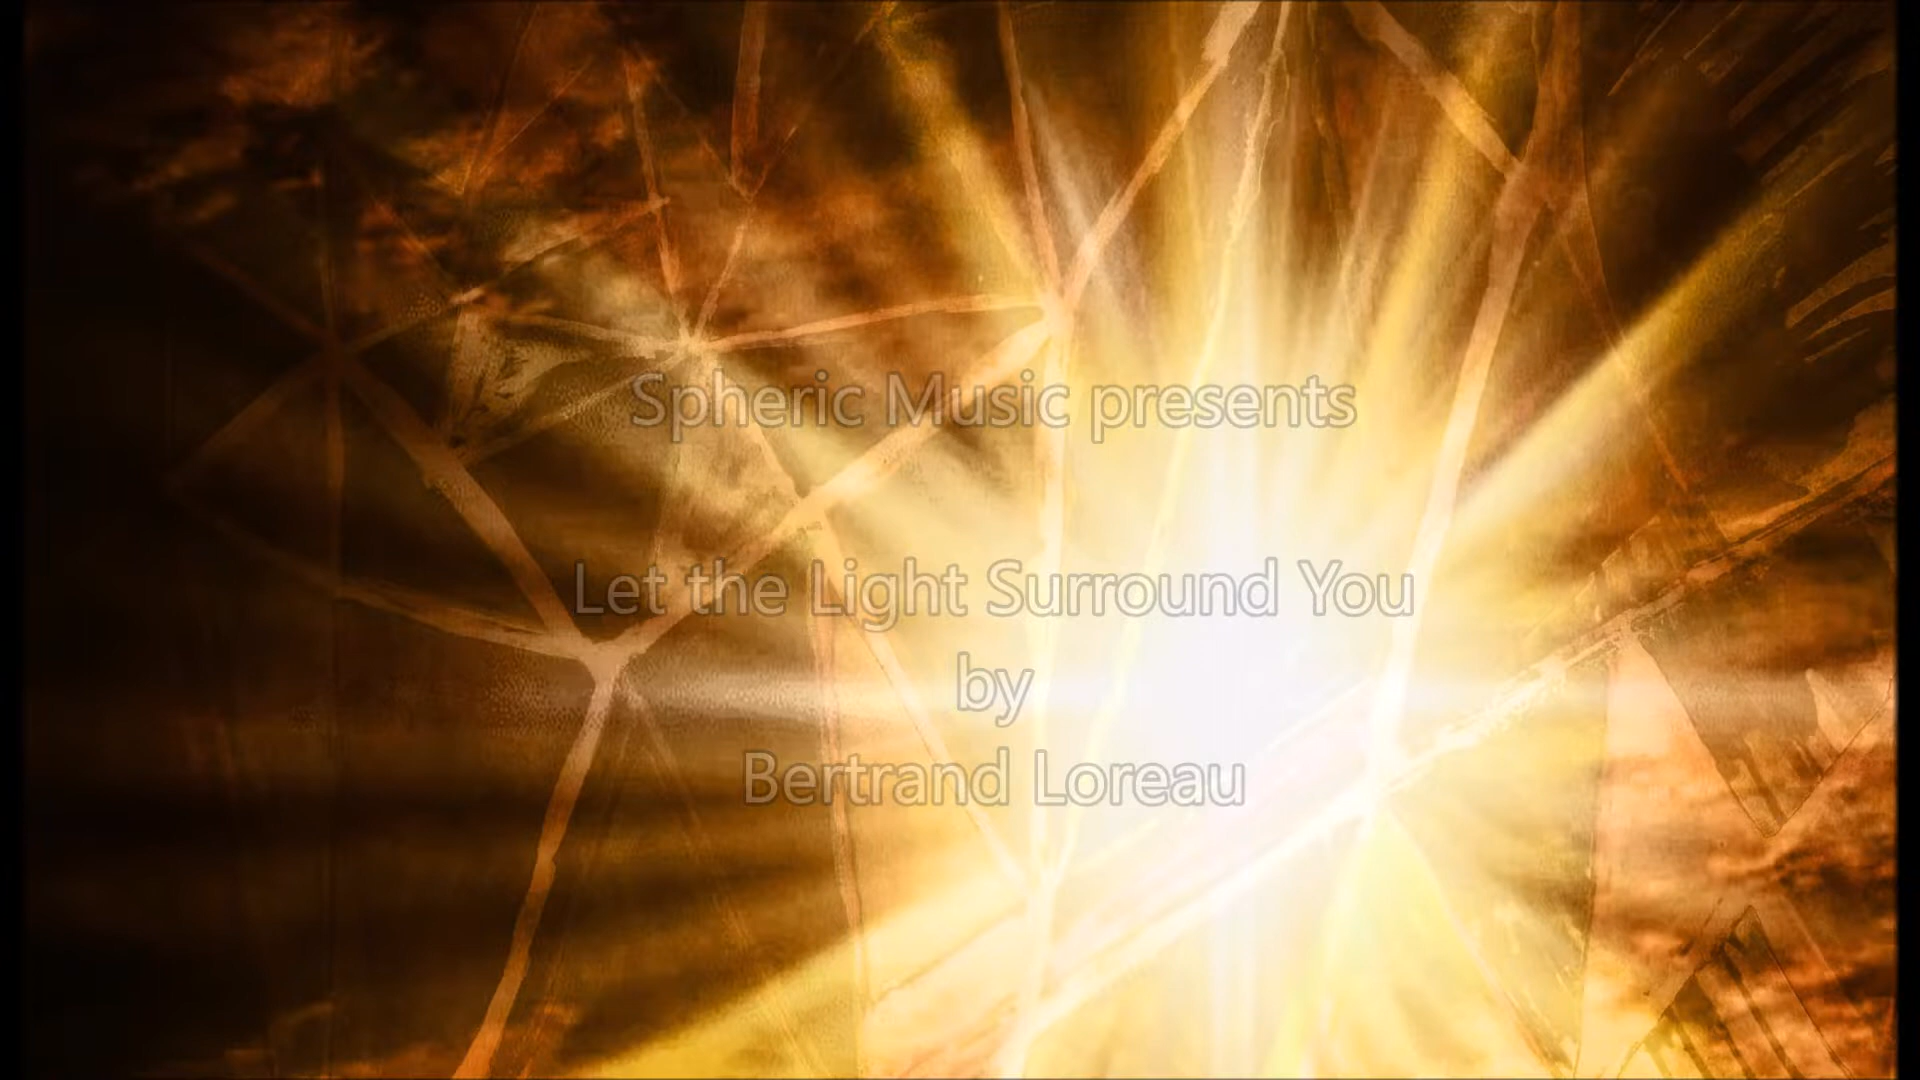 Spheric Music presents
Let the Light Surround You
by
Bertrand Loreau